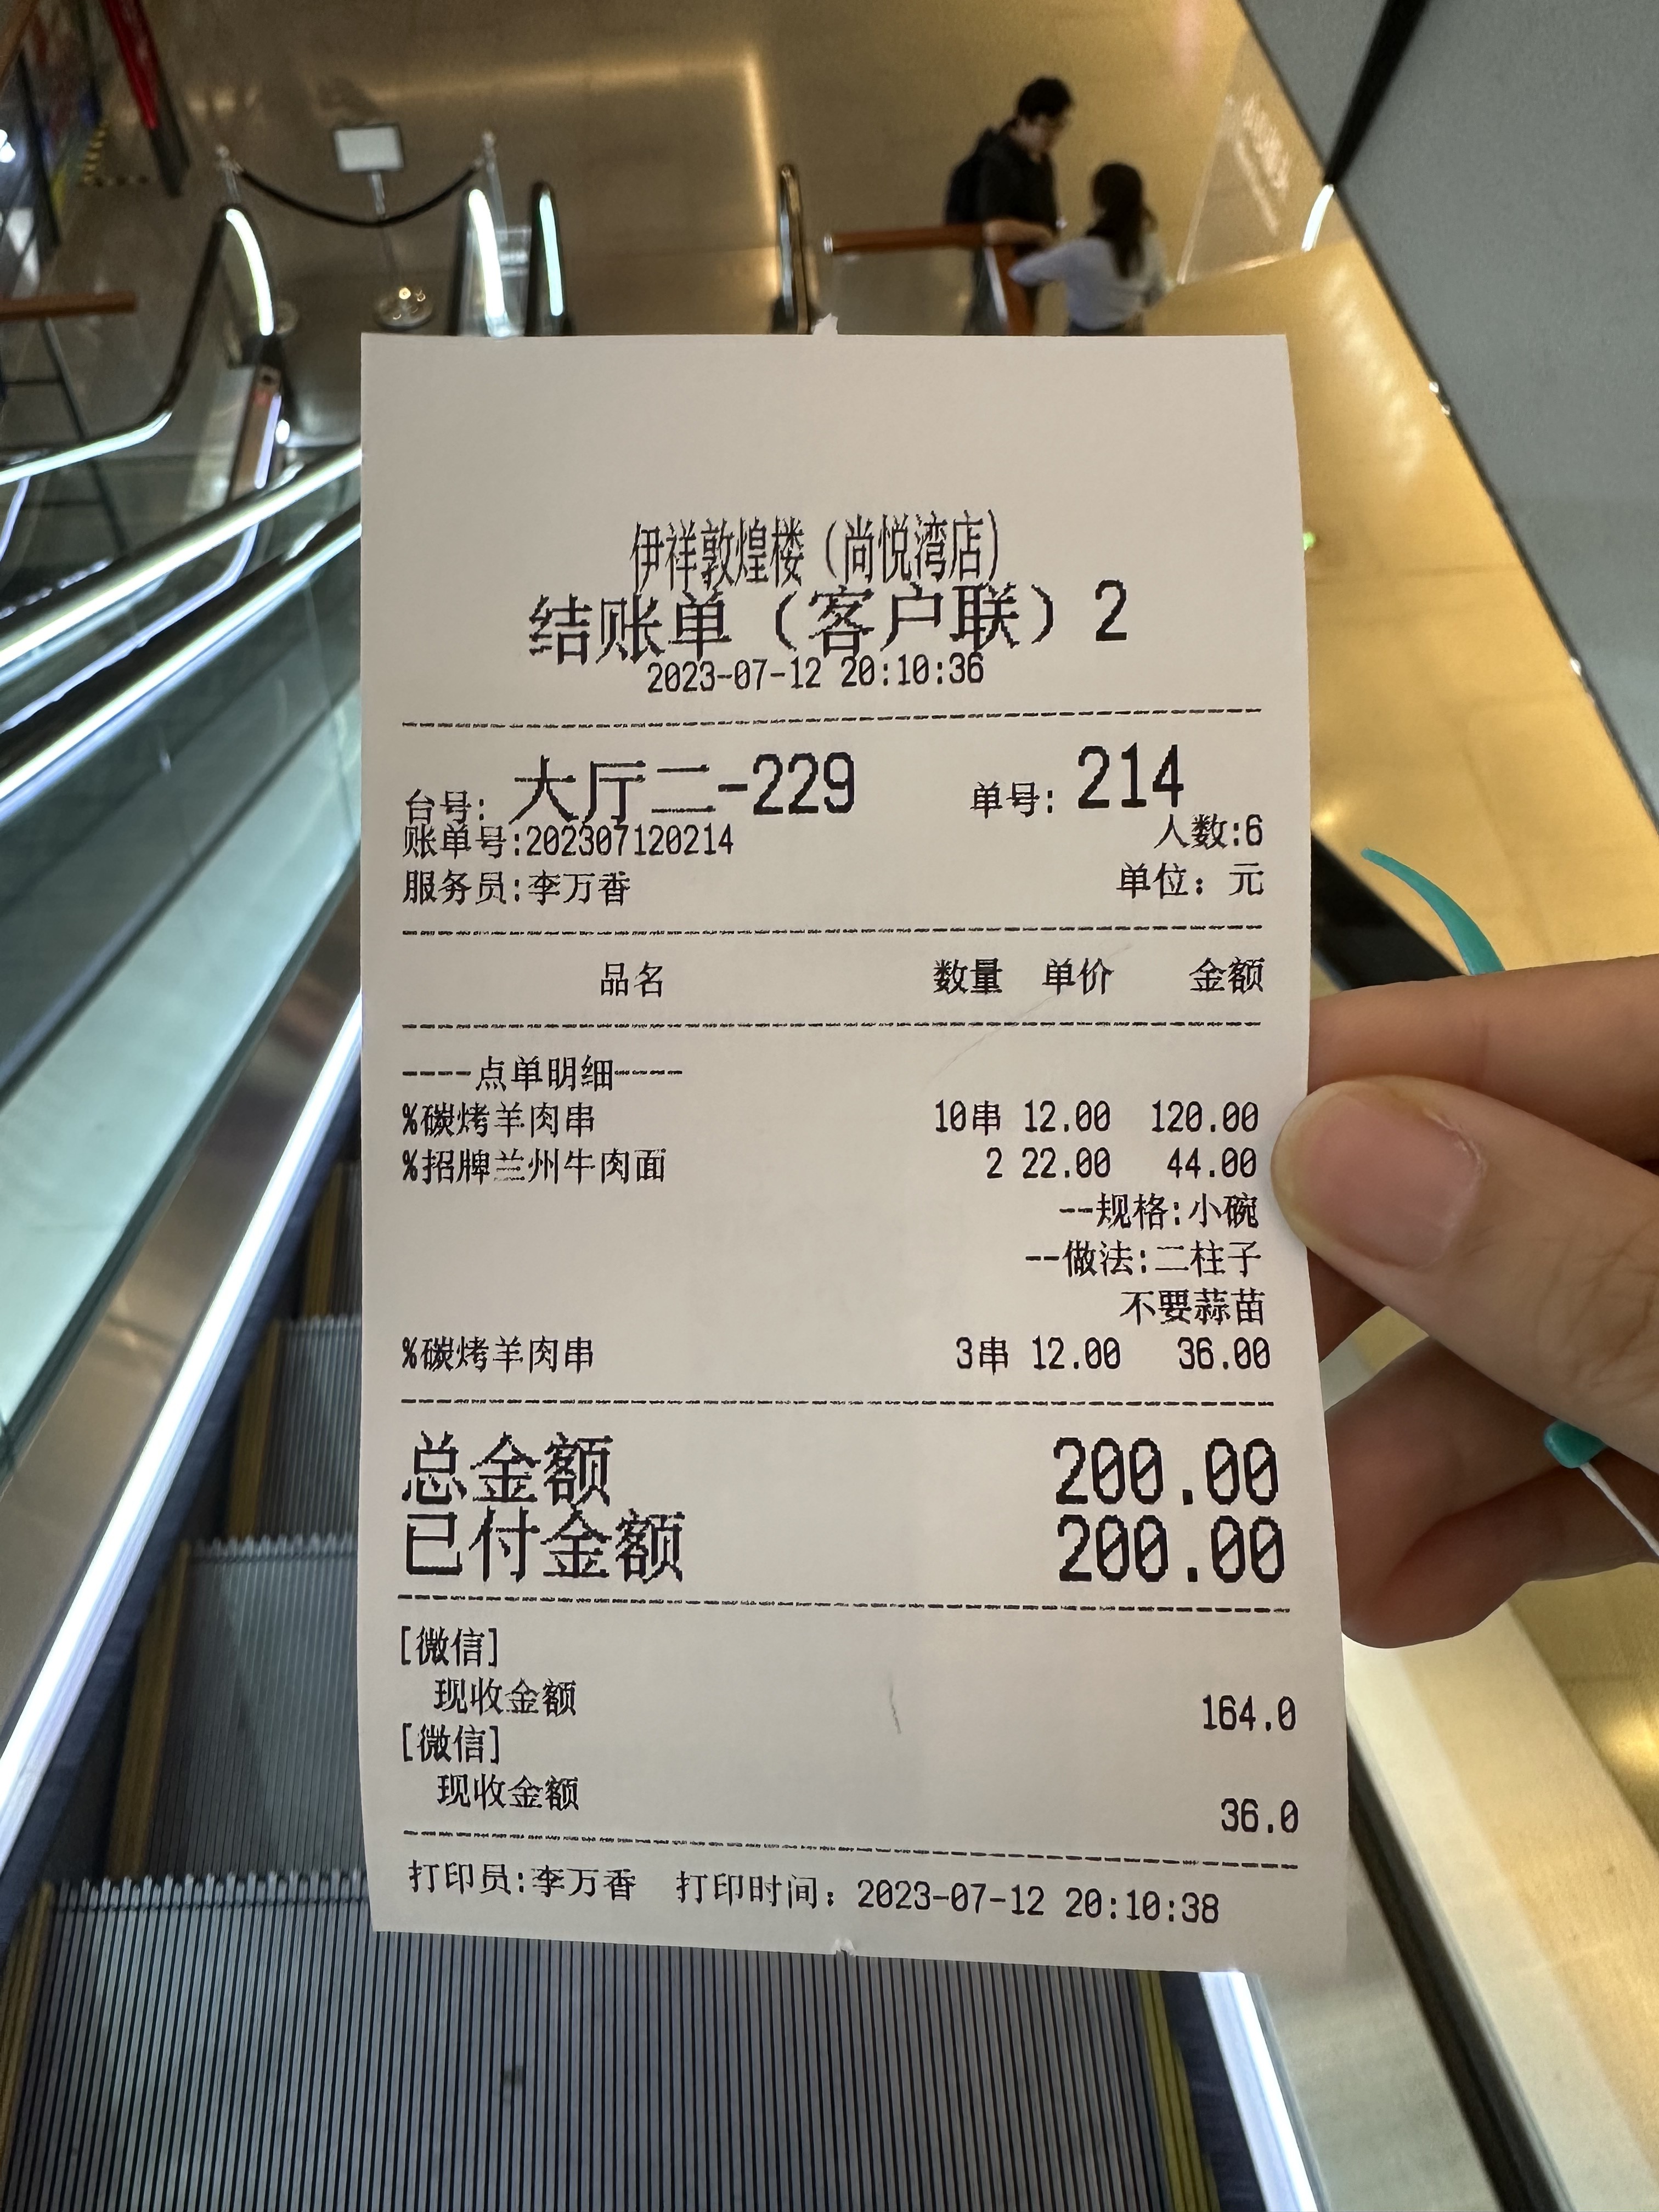 伊祥敦煌楼（尚悦湾店）
结账单（客户联）2
2023-07-12 20:10:36
台号: 大厅二-229 单号: 214
账单号:202307120214 人数:6
服务员:李万香 单位: 元
品名 数量 单价 金额
----点单明细----
%碳烤羊肉串 10串 12.00 120.00
%招牌兰州牛肉面 2 22.00 44.00
--规格:小碗
--做法:二柱子
不要蒜苗
%碳烤羊肉串 3串 12.00 36.00
总金额 200.00
已付金额 200.00
[微信]
现收金额 164.0
[微信]
现收金额 36.0
打印员:李万香 打印时间: 2023-07-12 20:10:38